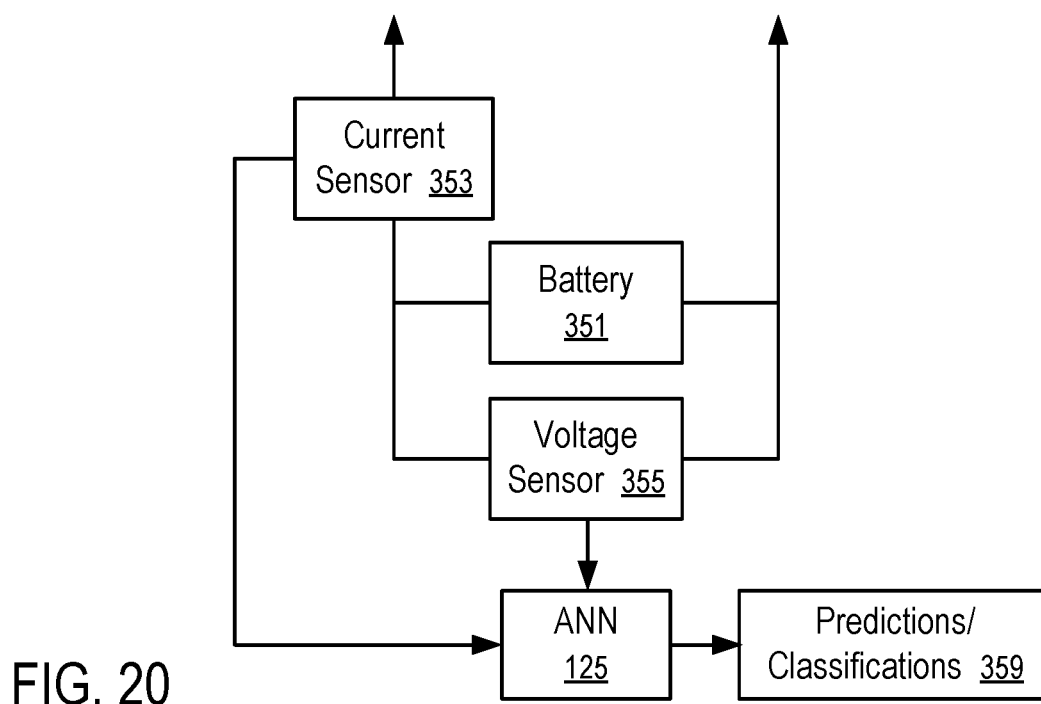 Current
Sensor 353
Battery
351
Voltage
Sensor 355
ANN
125
Predictions/
Classifications 359
FIG. 20